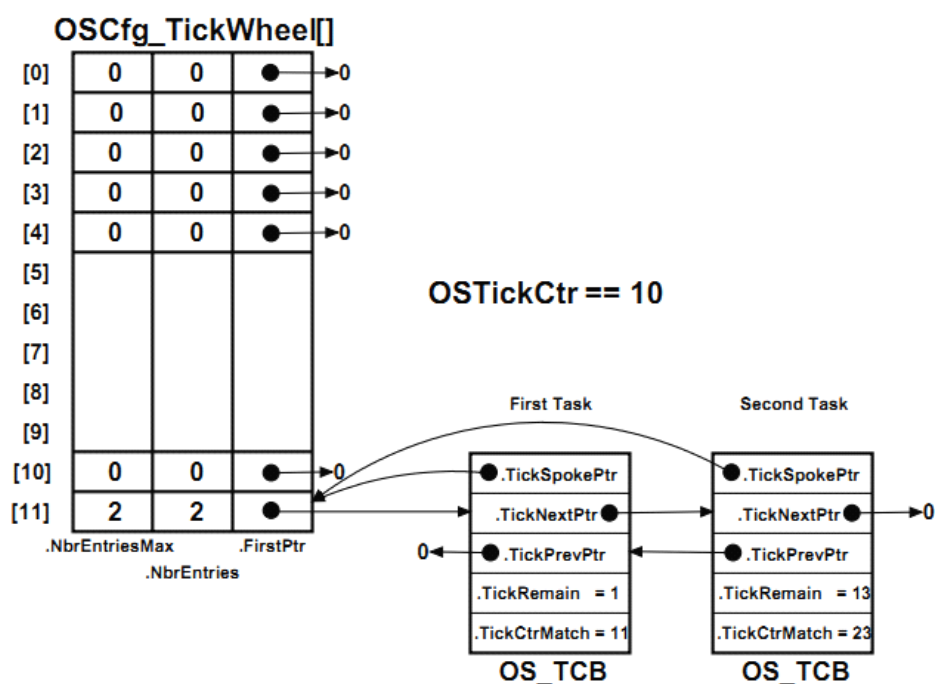 OSCfg_TickWheel[]
[0] 0 0 0
[1] 0 0 0
[2] 0 0 0
[3] 0 0 0
[4] 0 0 0
[5]
OSTickCtr == 10
[6]
[7]
[8]
[9]
First Task Second Task
[10] 0 0 0
.TickSpokePtr .TickSpokePtr
[11] 2 2 .TickNextPtr .TickNextPtr 0
.NbrEntriesMax .FirstPtr
.NbrEntries
0 .TickPrevPtr .TickPrevPtr
.TickRemain = 1 .TickRemain = 13
.TickCtrMatch = 11 .TickCtrMatch = 23
OS_TCB OS_TCB